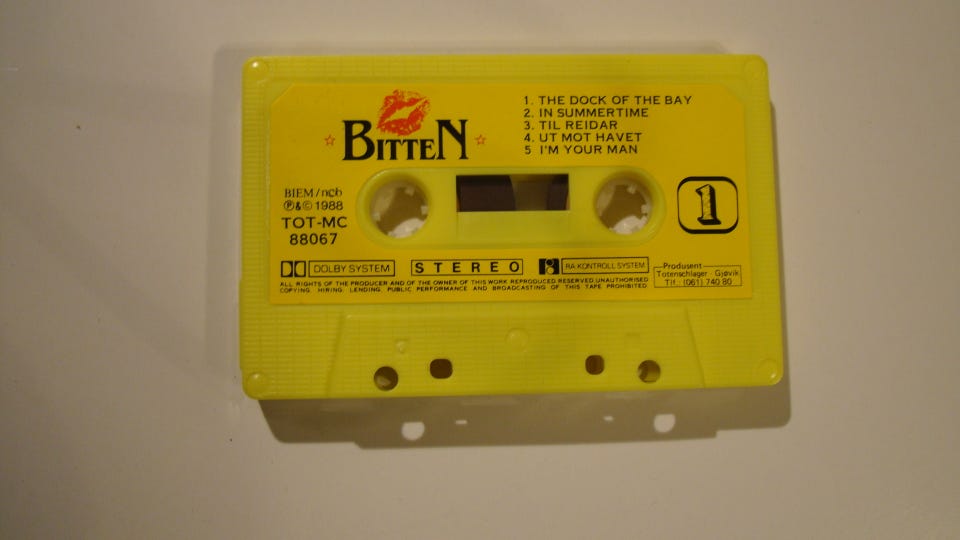 BITTEN
1. THE DOCK OF THE BAY
2. IN SUMMERTIME
3. TIL REIDAR
4. UT MOT HAVET
5 I'M YOUR MAN
BIEM/ncb
℗&© 1988
TOT-MC
88067
1
DOLBY SYSTEM
STEREO
RA-KONTROLL SYSTEM
Produsent
Totenschlager - Gjøvik
Tlf.: (061) 740 80
ALL RIGHTS OF THE PRODUCER AND OF THE OWNER OF THIS WORK REPRODUCED RESERVED UNAUTHORISED
COPYING. HIRING. LENDING. PUBLIC PERFORMANCE AND BROADCASTING OF THIS TAPE PROHIBITED